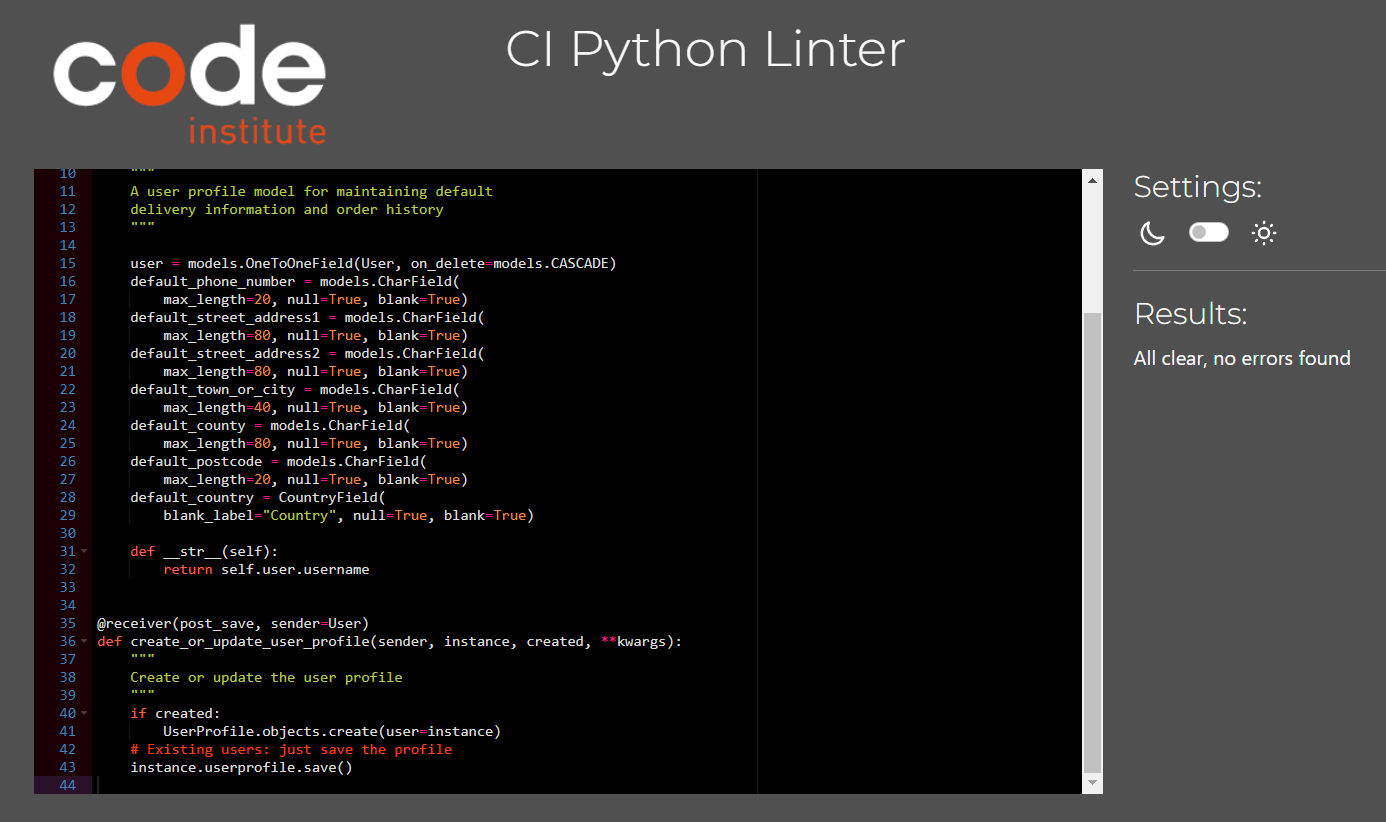 code
institute
CI Python Linter
10 """
11 A user profile model for maintaining default
12 delivery information and order history
13 """
14
15 user = models.OneToOneField(User, on_delete=models.CASCADE)
16 default_phone_number = models.CharField(
17 max_length=20, null=True, blank=True)
18 default_street_address1 = models.CharField(
19 max_length=80, null=True, blank=True)
20 default_street_address2 = models.CharField(
21 max_length=80, null=True, blank=True)
22 default_town_or_city = models.CharField(
23 max_length=40, null=True, blank=True)
24 default_county = models.CharField(
25 max_length=80, null=True, blank=True)
26 default_postcode = models.CharField(
27 max_length=20, null=True, blank=True)
28 default_country = CountryField(
29 blank_label="Country", null=True, blank=True)
30
31 def __str__(self):
32 return self.user.username
33
34
35 @receiver(post_save, sender=User)
36 def create_or_update_user_profile(sender, instance, created, **kwargs):
37 """
38 Create or update the user profile
39 """
40 if created:
41 UserProfile.objects.create(user=instance)
42 # Existing users: just save the profile
43 instance.userprofile.save()
44
Settings:
Results:
All clear, no errors found